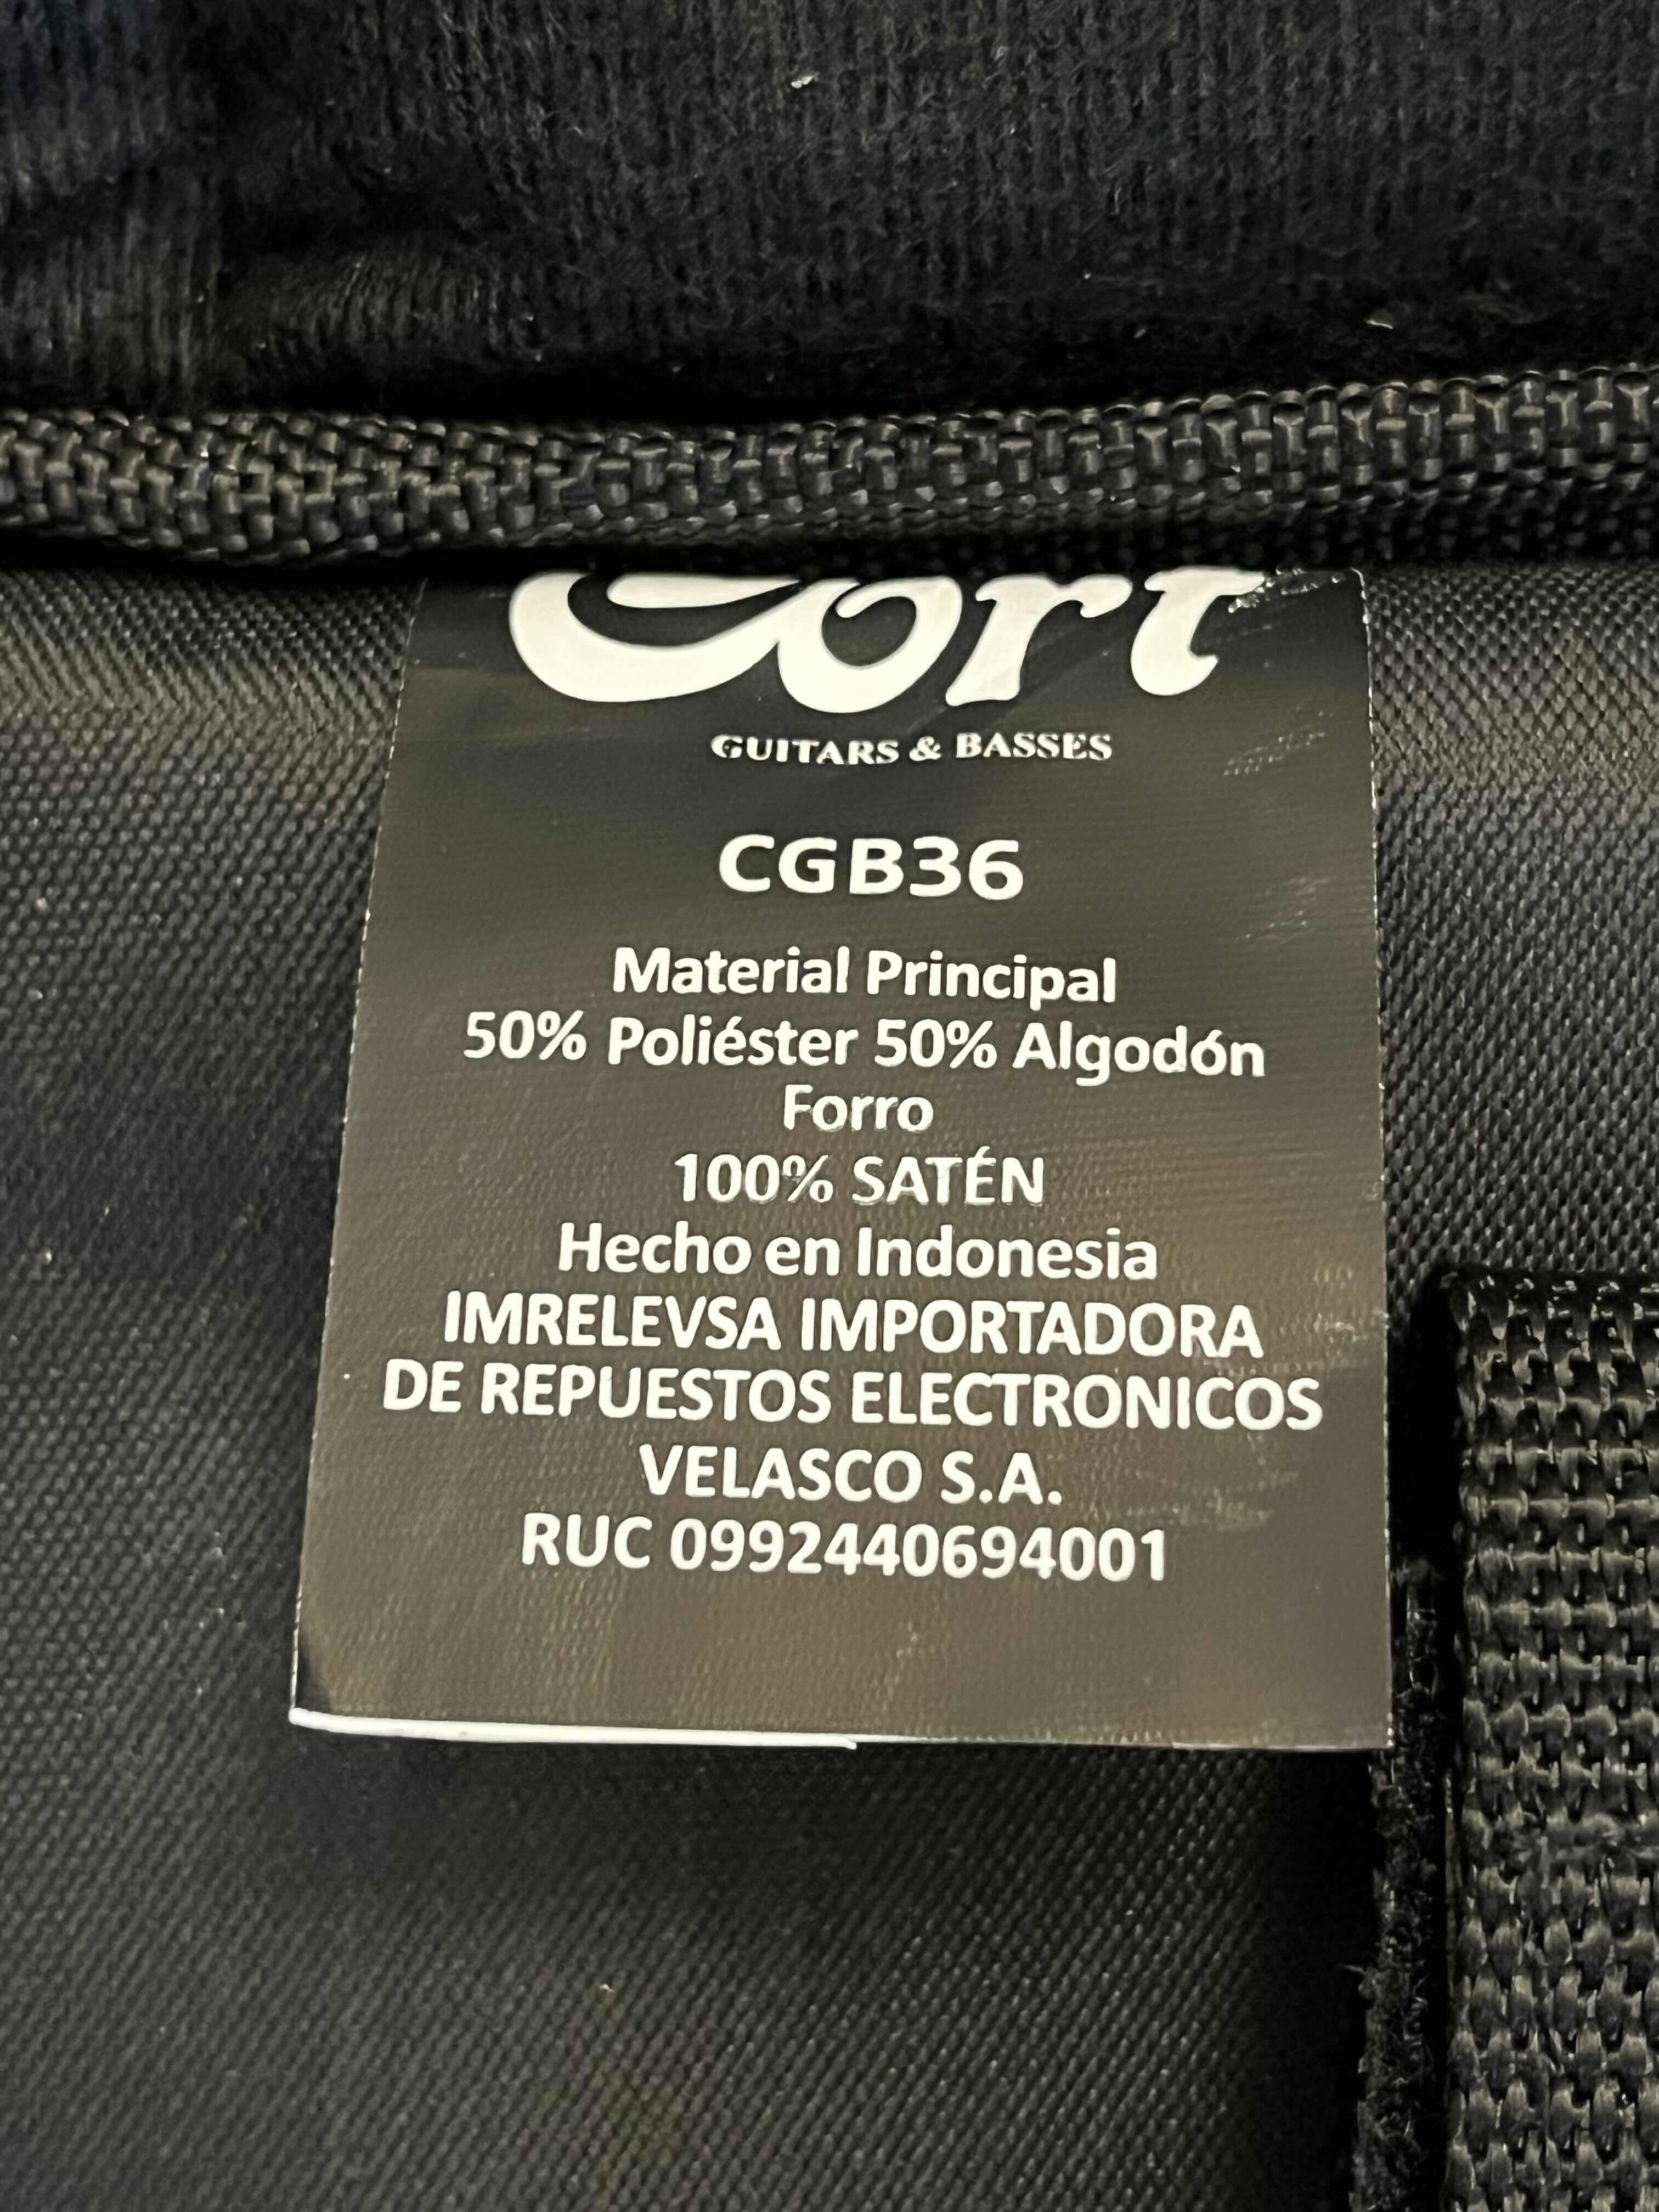 Cort
GUITARS & BASSES
CGB36
Material Principal
50% Poliéster 50% Algodón
Forro
100% SATÉN
Hecho en Indonesia
IMRELEVSA IMPORTADORA
DE REPUESTOS ELECTRONICOS
VELASCO S.A.
RUC 0992440694001